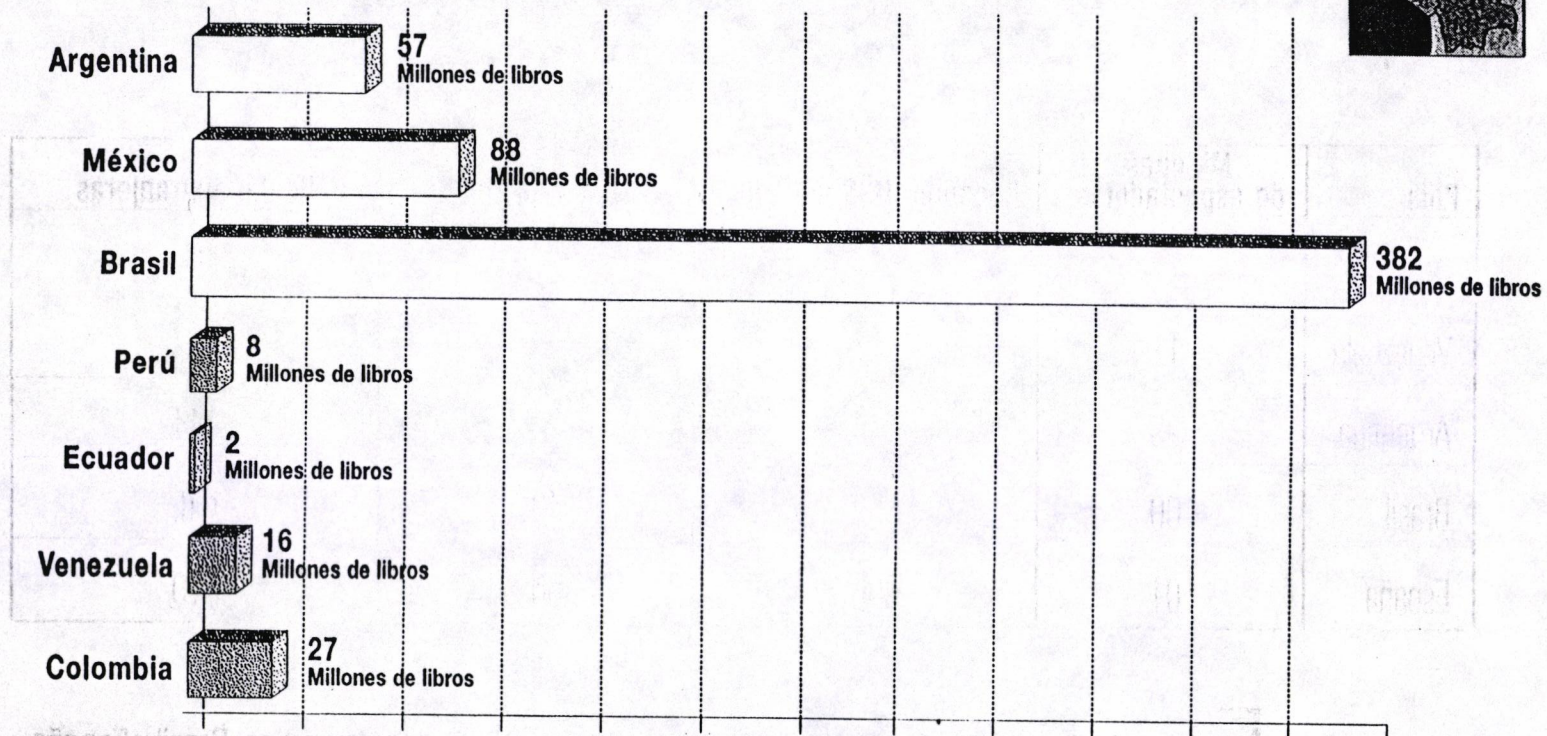 Argentina
57
Millones de libros
México
88
Millones de libros
Brasil
382
Millones de libros
Perú
8
Millones de libros
Ecuador
2
Millones de libros
Venezuela
16
Millones de libros
Colombia
27
Millones de libros